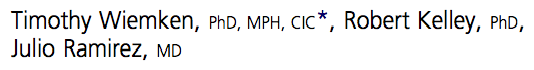 Timothy Wiemken, PhD, MPH, CIC*, Robert Kelley, PhD,
Julio Ramirez, MD